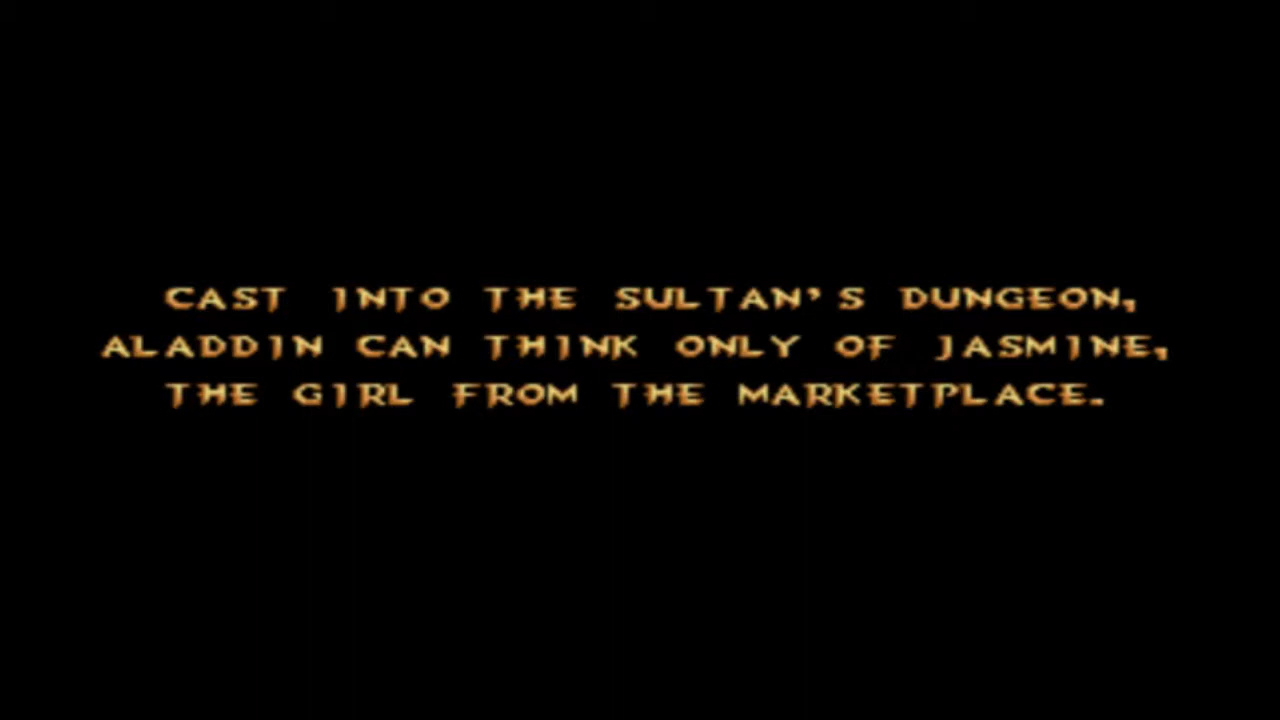 CAST INTO THE SULTAN'S DUNGEON,
ALADDIN CAN THINK ONLY OF JASMINE,
THE GIRL FROM THE MARKETPLACE.